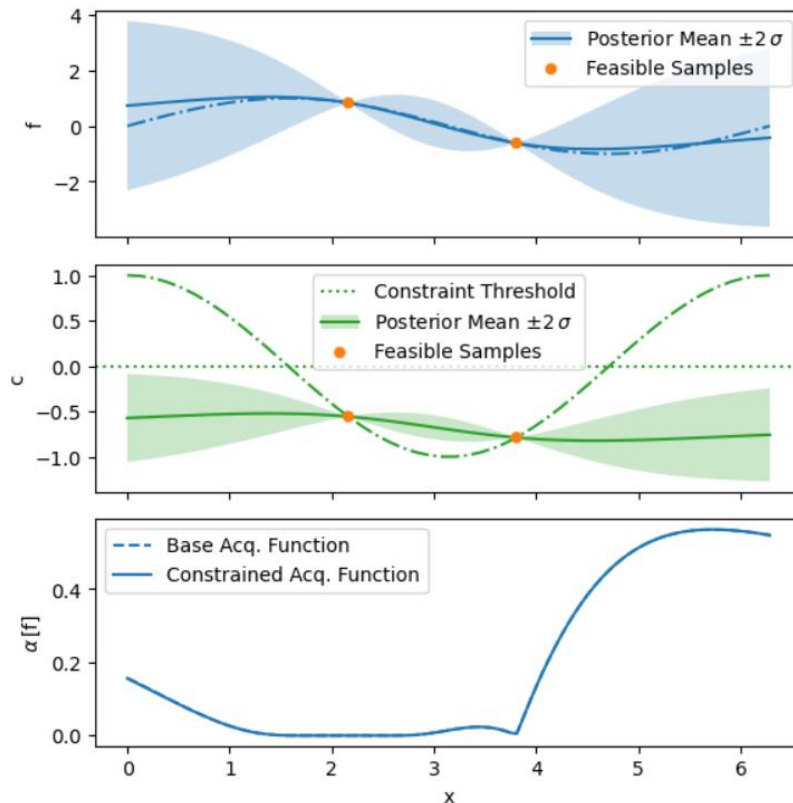 4
2
0
−2
f
Posterior Mean ±2 σ
Feasible Samples
1.0
0.5
0.0
−0.5
−1.0
c
Constraint Threshold
Posterior Mean ±2 σ
Feasible Samples
0.4
0.2
0.0
α[f]
Base Acq. Function
Constrained Acq. Function
0 1 2 3 4 5 6
x